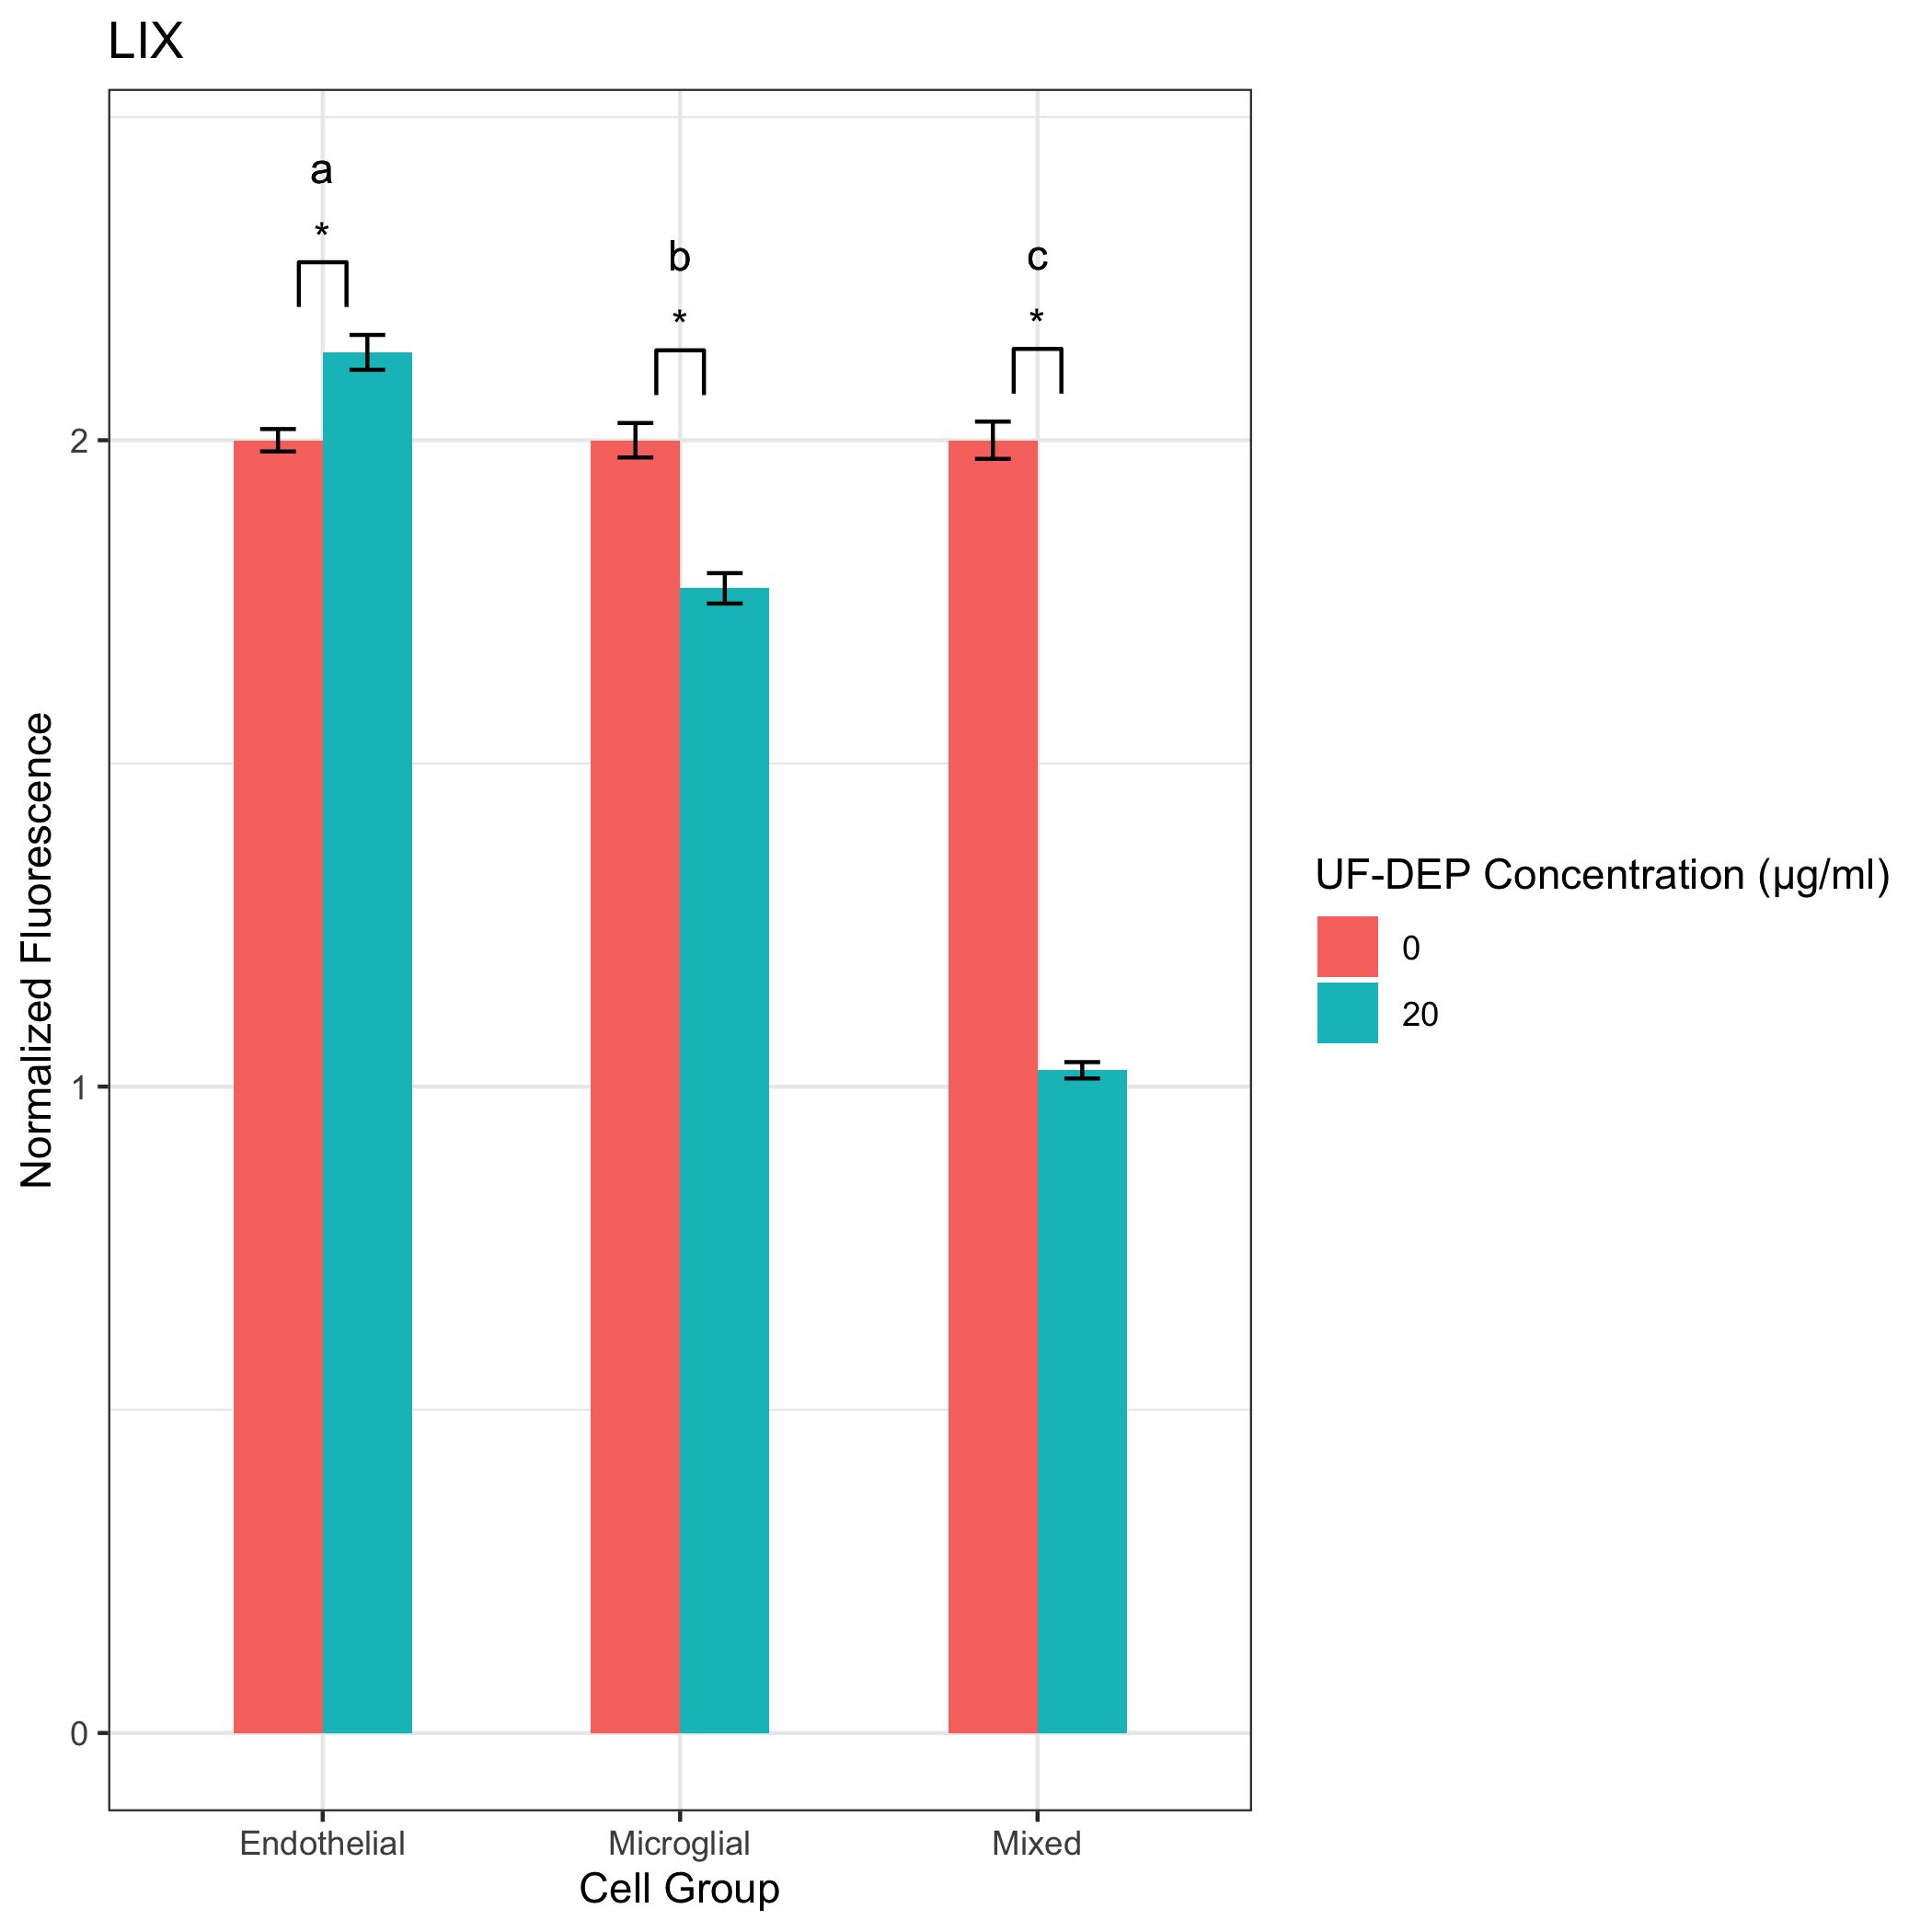 LIX
a
*
b
*
c
*
2
1
0
Normalized Fluorescence
Endothelial
Microglial
Mixed
Cell Group
UF-DEP Concentration (µg/ml)
0
20